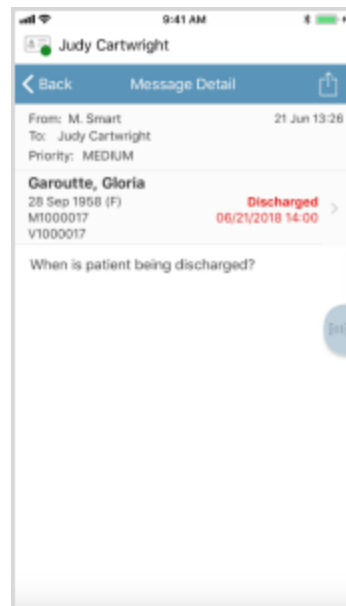 9:41 AM
Judy Cartwright
Back Message Detail
From: M. Smart 21 Jun 13:26
To: Judy Cartwright
Priority: MEDIUM
Garoutte, Gloria
28 Sep 1958 (F) Discharged
M1000017 06/21/2018 14:00
V1000017
When is patient being discharged?